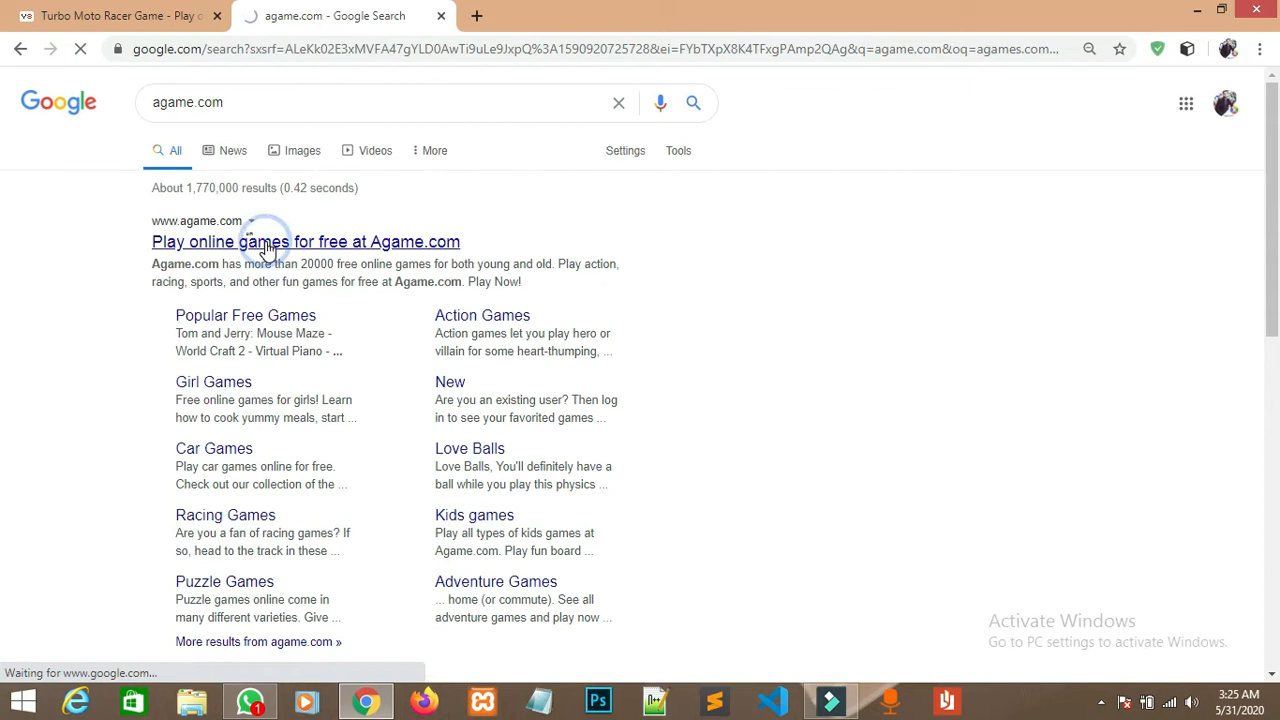 Turbo Moto Racer Game - Play o
agame.com - Google Search
google.com/search?sxsrf=ALeKk02E3xMVFA47gYLD0AwTi9uLe9JxpQ%3A1590920725728&ei=FYbTXpX8K4TFxgPAmp2QAg&q=agame.com&oq=agames.com...
Google
agame.com
All
News
Images
Videos
More
Settings
Tools
About 1,770,000 results (0.42 seconds)
www.agame.com
Play online games for free at Agame.com
Agame.com has more than 20000 free online games for both young and old. Play action,
racing, sports, and other fun games for free at Agame.com. Play Now!
Popular Free Games
Tom and Jerry: Mouse Maze -
World Craft 2 - Virtual Piano - ...
Action Games
Action games let you play hero or
villain for some heart-thumping, ...
Girl Games
Free online games for girls! Learn
how to cook yummy meals, start ...
New
Are you an existing user? Then log
in to see your favorited games ...
Car Games
Play car games online for free.
Check out our collection of the ...
Love Balls
Love Balls, You'll definitely have a
ball while you play this physics ...
Racing Games
Are you a fan of racing games? If
so, head to the track in these ...
Kids games
Play all types of kids games at
Agame.com. Play fun board ...
Puzzle Games
Puzzle games online come in
many different varieties. Give ...
Adventure Games
... home (or commute). See all
adventure games and play now ...
More results from agame.com »
Activate Windows
Go to PC settings to activate Windows.
Waiting for www.google.com...
1
Ps
3:25 AM
5/31/2020